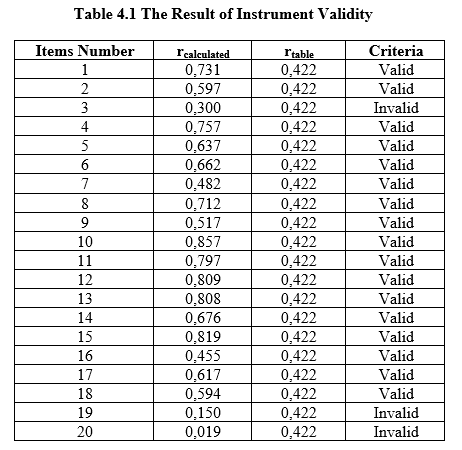 Table 4.1 The Result of Instrument Validity
Items Number rcalculated rtable Criteria
1 0,731 0,422 Valid
2 0,597 0,422 Valid
3 0,300 0,422 Invalid
4 0,757 0,422 Valid
5 0,637 0,422 Valid
6 0,662 0,422 Valid
7 0,482 0,422 Valid
8 0,712 0,422 Valid
9 0,517 0,422 Valid
10 0,857 0,422 Valid
11 0,797 0,422 Valid
12 0,809 0,422 Valid
13 0,808 0,422 Valid
14 0,676 0,422 Valid
15 0,819 0,422 Valid
16 0,455 0,422 Valid
17 0,617 0,422 Valid
18 0,594 0,422 Valid
19 0,150 0,422 Invalid
20 0,019 0,422 Invalid